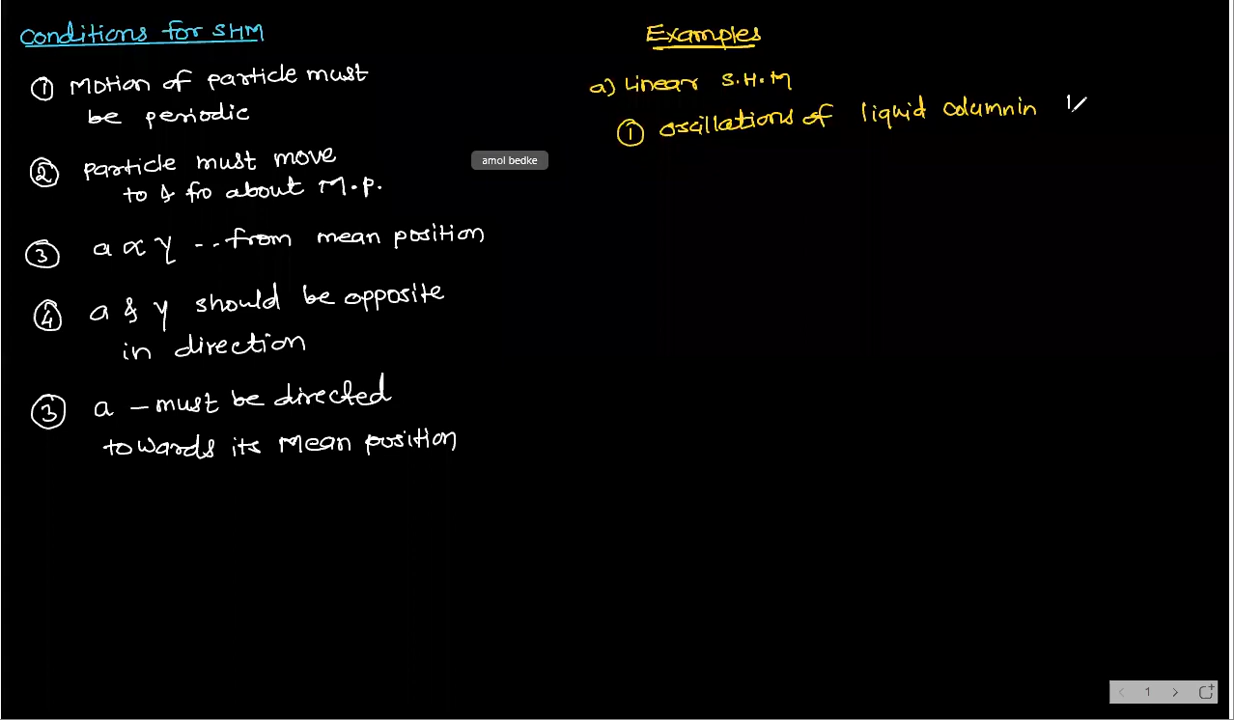 Conditions for SHM
① Motion of particle must
be periodic
② particle must move
to & fro about M.p.
③ a ∝ y -- from mean position
④ a & y should be opposite
in direction
③ a – must be directed
towards its Mean position
amol bedke
Examples
a) Linear S.H.M
① oscillations of liquid columnin
1